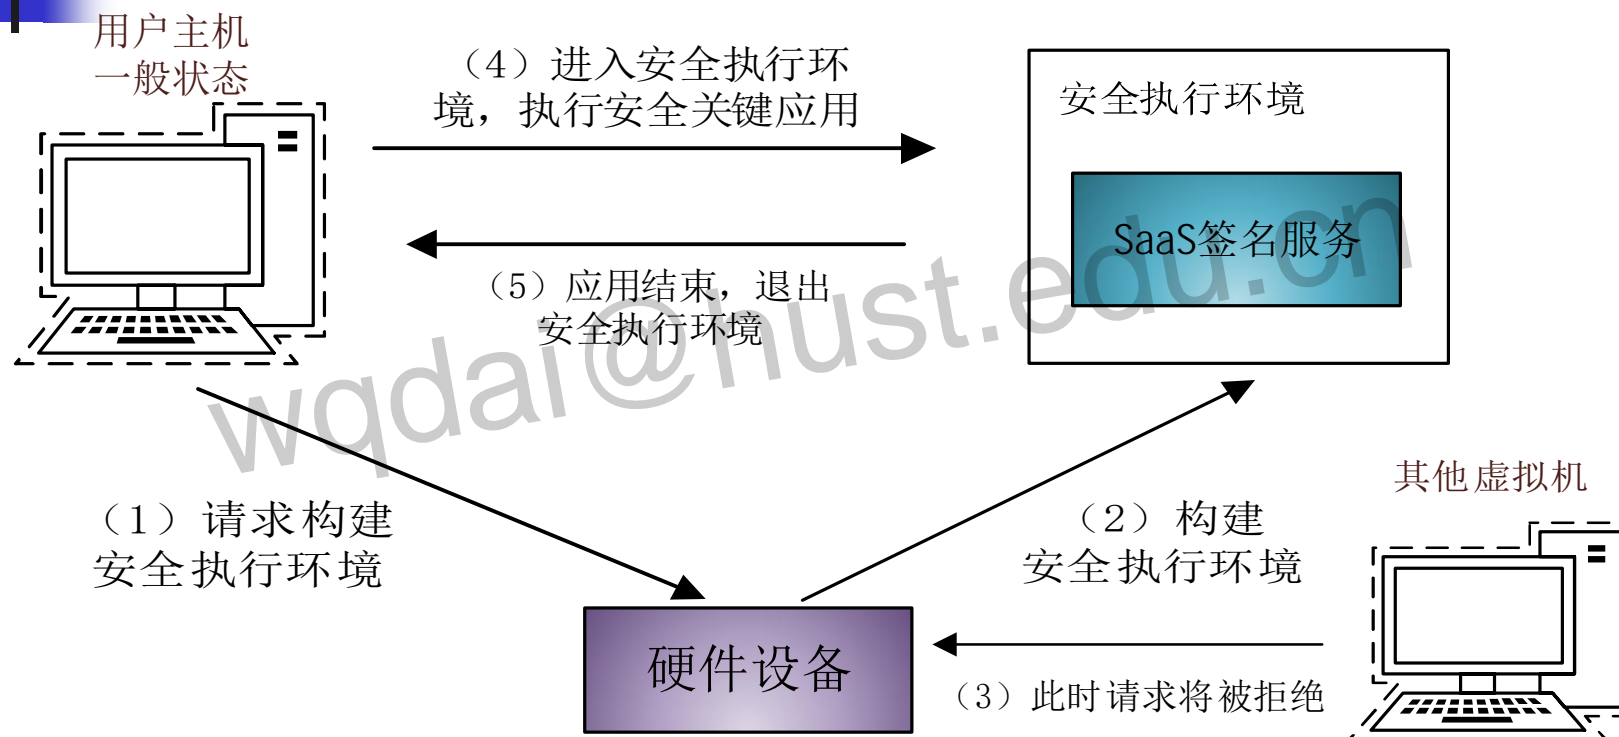 用户主机
一般状态
（4）进入安全执行环
境，执行安全关键应用
安全执行环境
SaaS签名服务
（5）应用结束，退出
安全执行环境
wqdai@hust.edu.cn
其他虚拟机
（1）请求构建
安全执行环境
（2）构建
安全执行环境
硬件设备
（3）此时请求将被拒绝